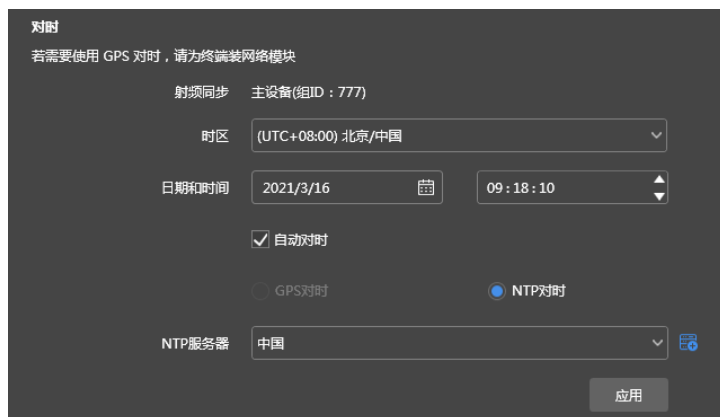 对时
若需要使用 GPS 对时，请为终端装网络模块
射频同步 主设备(组ID：777)
时区 (UTC+08:00) 北京/中国
日期和时间 2021/3/16 09:18:10
自动对时
GPS对时 NTP对时
NTP服务器 中国
应用